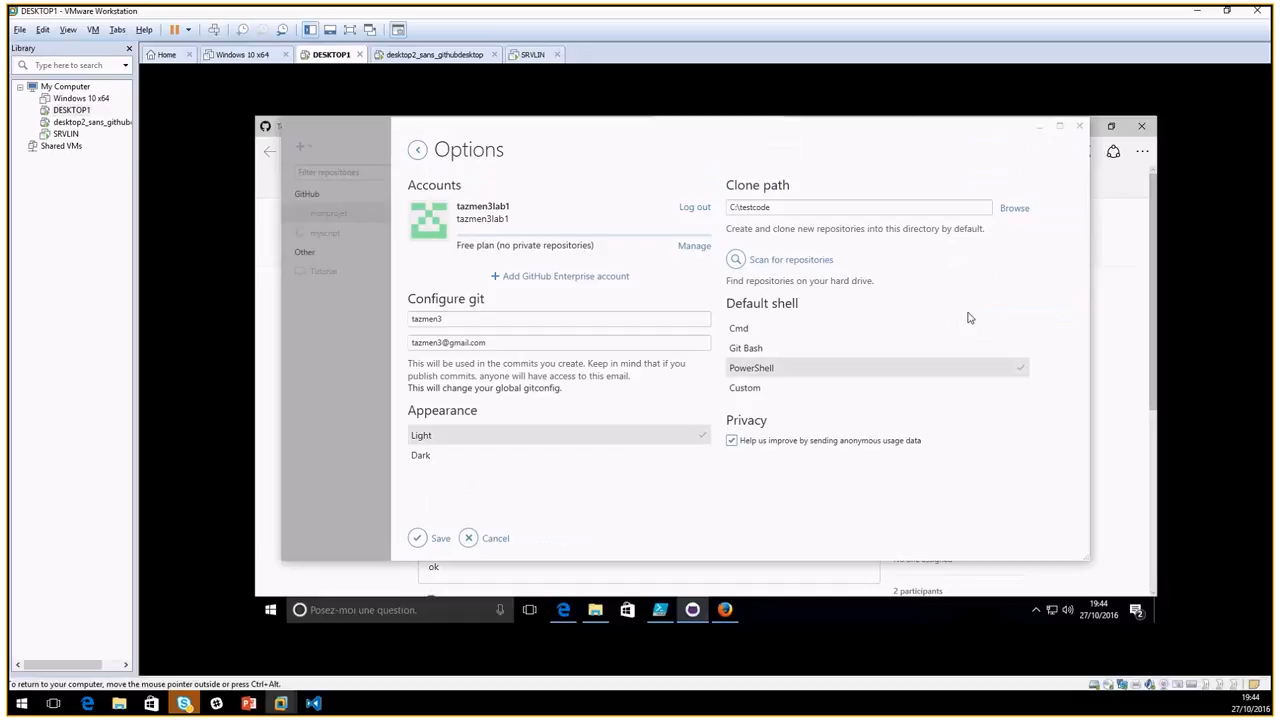 DESKTOP1 - VMware Workstation
File Edit View VM Tabs Help
Library
Type here to search
My Computer
Windows 10 x64
DESKTOP1
desktop2_sans_githubde
SRVLIN
Shared VMs
Home
Windows 10 x64
DESKTOP1
desktop2_sans_githubdesktop
SRVLIN
Filter repositories
GitHub
monprojet
myscript
Other
Tutorial
Options
Accounts
tazmen3lab1
tazmen3lab1
Log out
Free plan (no private repositories)
Manage
+ Add GitHub Enterprise account
Configure git
tazmen3
tazmen3@gmail.com
This will be used in the commits you create. Keep in mind that if you
publish commits, anyone will have access to this email.
This will change your global gitconfig.
Appearance
Light
Dark
Save
Cancel
Clone path
C:\testcode
Browse
Create and clone new repositories into this directory by default.
Scan for repositories
Find repositories on your hard drive.
Default shell
Cmd
Git Bash
PowerShell
Custom
Privacy
Help us improve by sending anonymous usage data
ok
2 participants
Posez-moi une question.
19:44
27/10/2016
2
To return to your computer, move the mouse pointer outside or press Ctrl+Alt.
19:44
27/10/2016